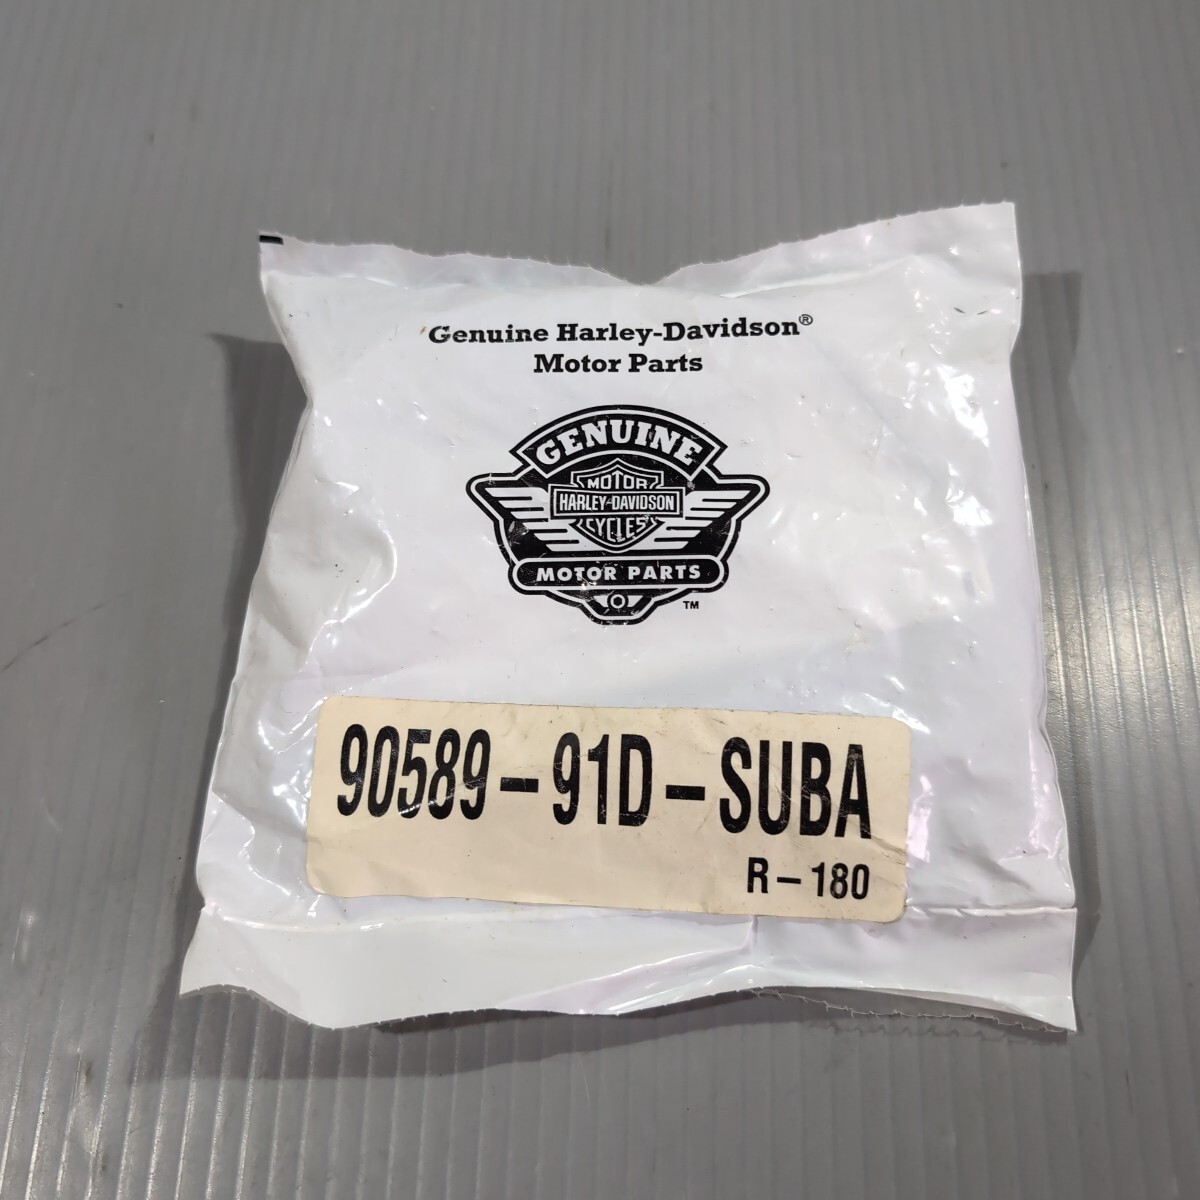 Genuine Harley-Davidson®
Motor Parts
GENUINE
MOTOR
HARLEY-DAVIDSON
CYCLES
MOTOR PARTS
TM
90589-91D-SUBA
R-180